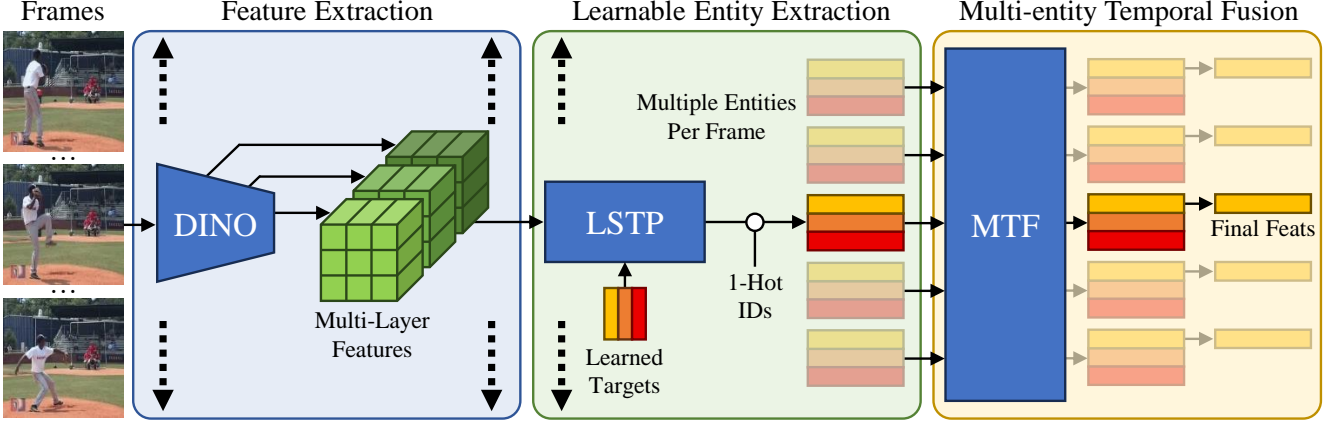 Frames
Feature Extraction
Learnable Entity Extraction
Multi-entity Temporal Fusion
...
...
DINO
Multi-Layer
Features
Multiple Entities
Per Frame
LSTP
1-Hot
IDs
Learned
Targets
MTF
Final Feats